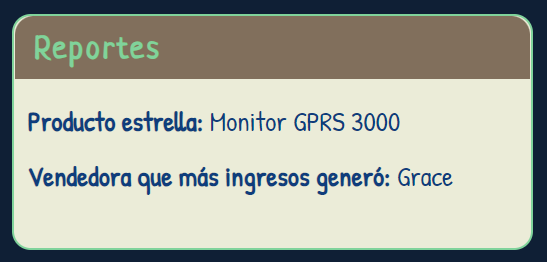 Reportes
Producto estrella: Monitor GPRS 3000
Vendedora que más ingresos generó: Grace